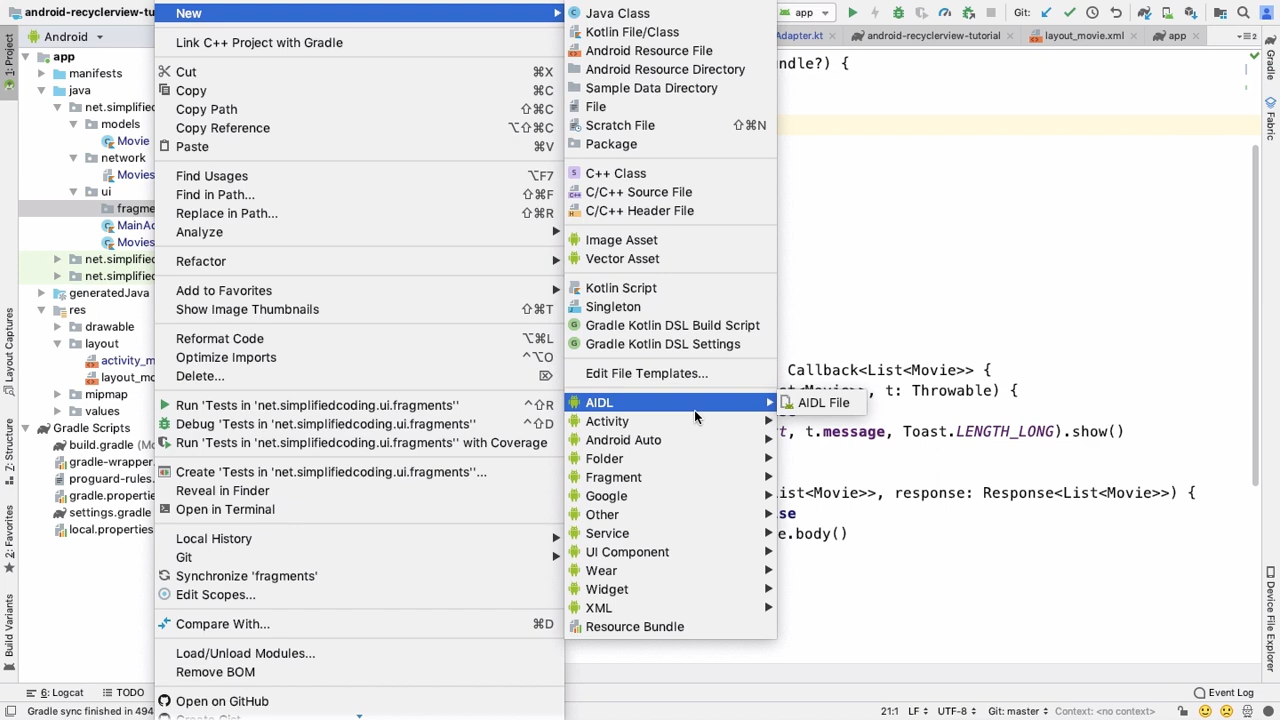 android-recyclerview-tu
app
Android
app
manifests
java
net.simplified
models
Movie
network
Movies
ui
fragme
MainAc
Movies
net.simplified
net.simplified
generatedJava
res
drawable
layout
activity_m
layout_mo
mipmap
values
Gradle Scripts
build.gradle (Mo
gradle-wrapper
proguard-rules.
gradle.propertie
settings.gradle
local.properties
1: Project
Layout Captures
Z: Structure
2: Favorites
Build Variants
New
Link C++ Project with Gradle
Cut ⌘X
Copy ⌘C
Copy Path ⇧⌘C
Copy Reference ⌥⇧⌘C
Paste ⌘V
Find Usages ⌥F7
Find in Path... ⇧⌘F
Replace in Path... ⇧⌘R
Analyze
Refactor
Add to Favorites
Show Image Thumbnails ⇧⌘T
Reformat Code ⌥⌘L
Optimize Imports ^⌥O
Delete... ⌦
Run 'Tests in 'net.simplifiedcoding.ui.fragments'' ^⇧R
Debug 'Tests in 'net.simplifiedcoding.ui.fragments'' ^⇧D
Run 'Tests in 'net.simplifiedcoding.ui.fragments'' with Coverage
Create 'Tests in 'net.simplifiedcoding.ui.fragments''...
Reveal in Finder
Open in Terminal
Local History
Git
Synchronize 'fragments'
Edit Scopes...
Compare With... ⌘D
Load/Unload Modules...
Remove BOM
Open on GitHub
Create Gist...
Java Class
Kotlin File/Class
Android Resource File
Android Resource Directory
Sample Data Directory
File
Scratch File ⇧⌘N
Package
C++ Class
C/C++ Source File
C/C++ Header File
Image Asset
Vector Asset
Kotlin Script
Singleton
Gradle Kotlin DSL Build Script
Gradle Kotlin DSL Settings
Edit File Templates...
AIDL
Activity
Android Auto
Folder
Fragment
Google
Other
Service
UI Component
Wear
Widget
XML
Resource Bundle
AIDL File
Adapter.kt android-recyclerview-tutorial layout_movie.xml app
ndle?) {
Callback<List<Movie>> {
t<Movie>>, t: Throwable) {
t, t.message, Toast.LENGTH_LONG).show()
ist<Movie>>, response: Response<List<Movie>>) {
se
e.body()
Gradle
Fabric
Device File Explorer
6: Logcat TODO Event Log
Gradle sync finished in 494 21:1 LF UTF-8 Git: master Context: <no context>